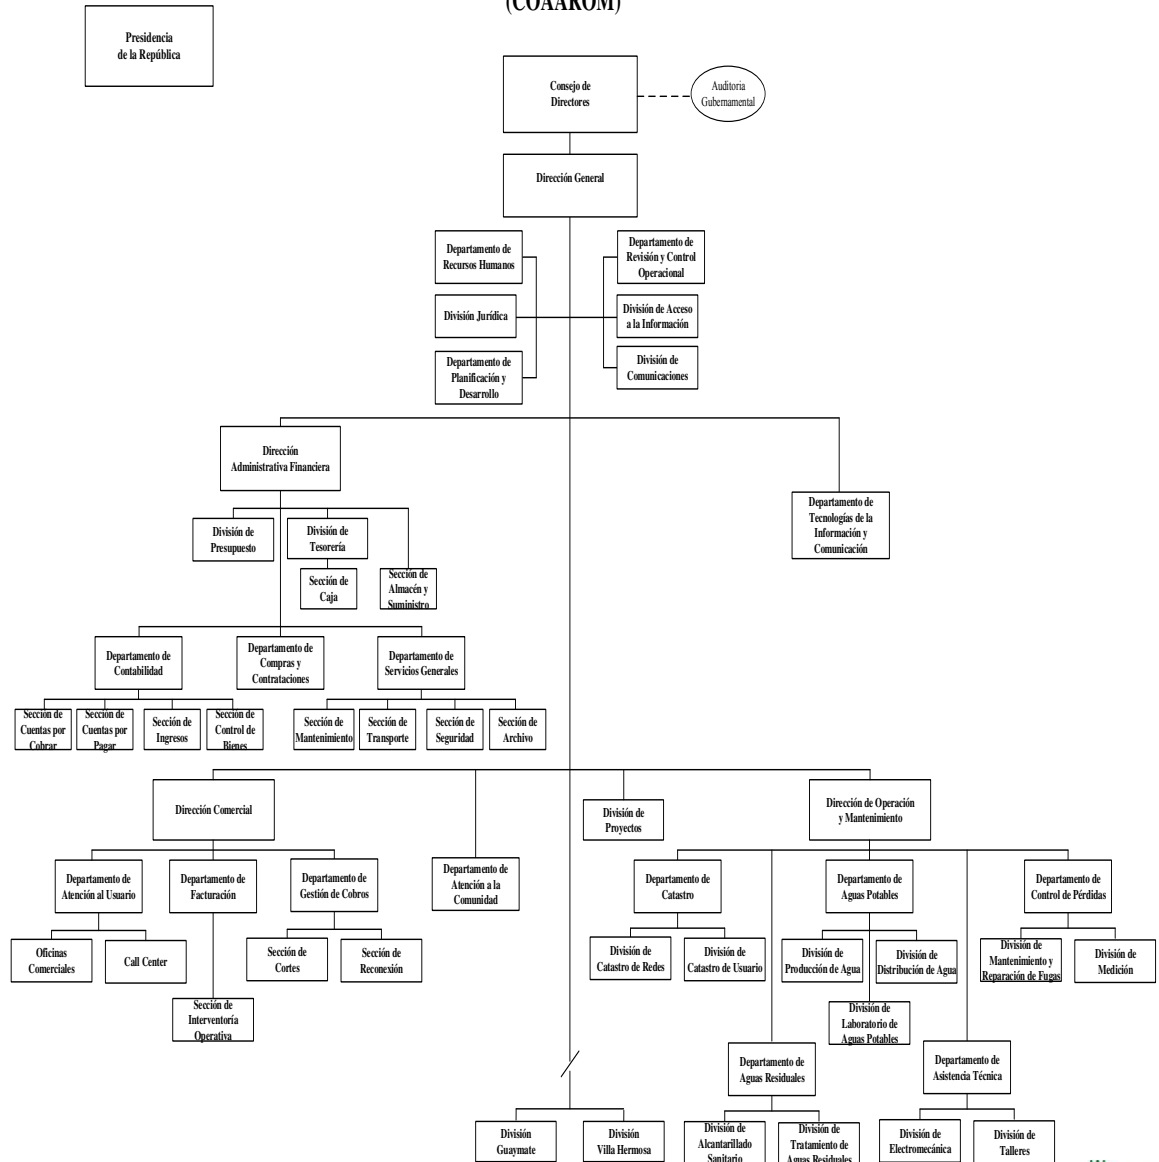 (COAAROM)
Presidencia
de la República
Consejo de
Directores
Auditoria
Gubernamental
Dirección General
Departamento de
Recursos Humanos
Departamento de
Revisión y Control
Operacional
División Jurídica
División de Acceso
a la Información
Departamento de
Planificación y
Desarrollo
División de
Comunicaciones
Dirección
Administrativa Financiera
Departamento de
Tecnologías de la
Información y
Comunicación
División de
Presupuesto
División de
Tesorería
Sección de
Caja
Sección de
Almacén y
Suministro
Departamento de
Contabilidad
Departamento de
Compras y
Contrataciones
Departamento de
Servicios Generales
Sección de
Cuentas por
Cobrar
Sección de
Cuentas por
Pagar
Sección de
Ingresos
Sección de
Control de
Bienes
Sección de
Mantenimiento
Sección de
Transporte
Sección de
Seguridad
Sección de
Archivo
Dirección Comercial
División de
Proyectos
Dirección de Operación
y Mantenimiento
Departamento de
Atención al Usuario
Departamento de
Facturación
Departamento de
Gestión de Cobros
Departamento de
Atención a la
Comunidad
Departamento de
Catastro
Departamento de
Aguas Potables
Departamento de
Control de Pérdidas
Oficinas
Comerciales
Call Center
Sección de
Cortes
Sección de
Reconexión
División de
Catastro de Redes
División de
Catastro de Usuario
División de
Producción de Agua
División de
Distribución de Agua
División de
Mantenimiento y
Reparación de Fugas
División de
Medición
Sección de
Interventoría
Operativa
División de
Laboratorio de
Aguas Potables
Departamento de
Aguas Residuales
Departamento de
Asistencia Técnica
División
Guaymate
División
Villa Hermosa
División de
Alcantarillado
Sanitario
División de
Tratamiento de
Aguas Residuales
División de
Electromecánica
División de
Talleres